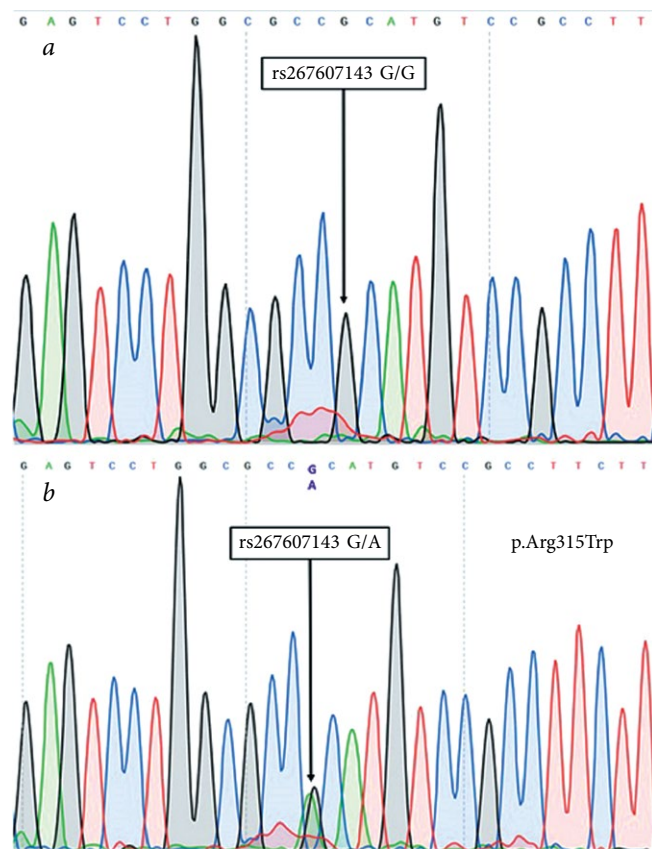 G A G T C C T G G C G C C G C A T G T C C G C C T T
a
rs267607143 G/G
G A G T C C T G G C G C C G C A T G T C C G C C T T C T T
A
b
rs267607143 G/A
p.Arg315Trp